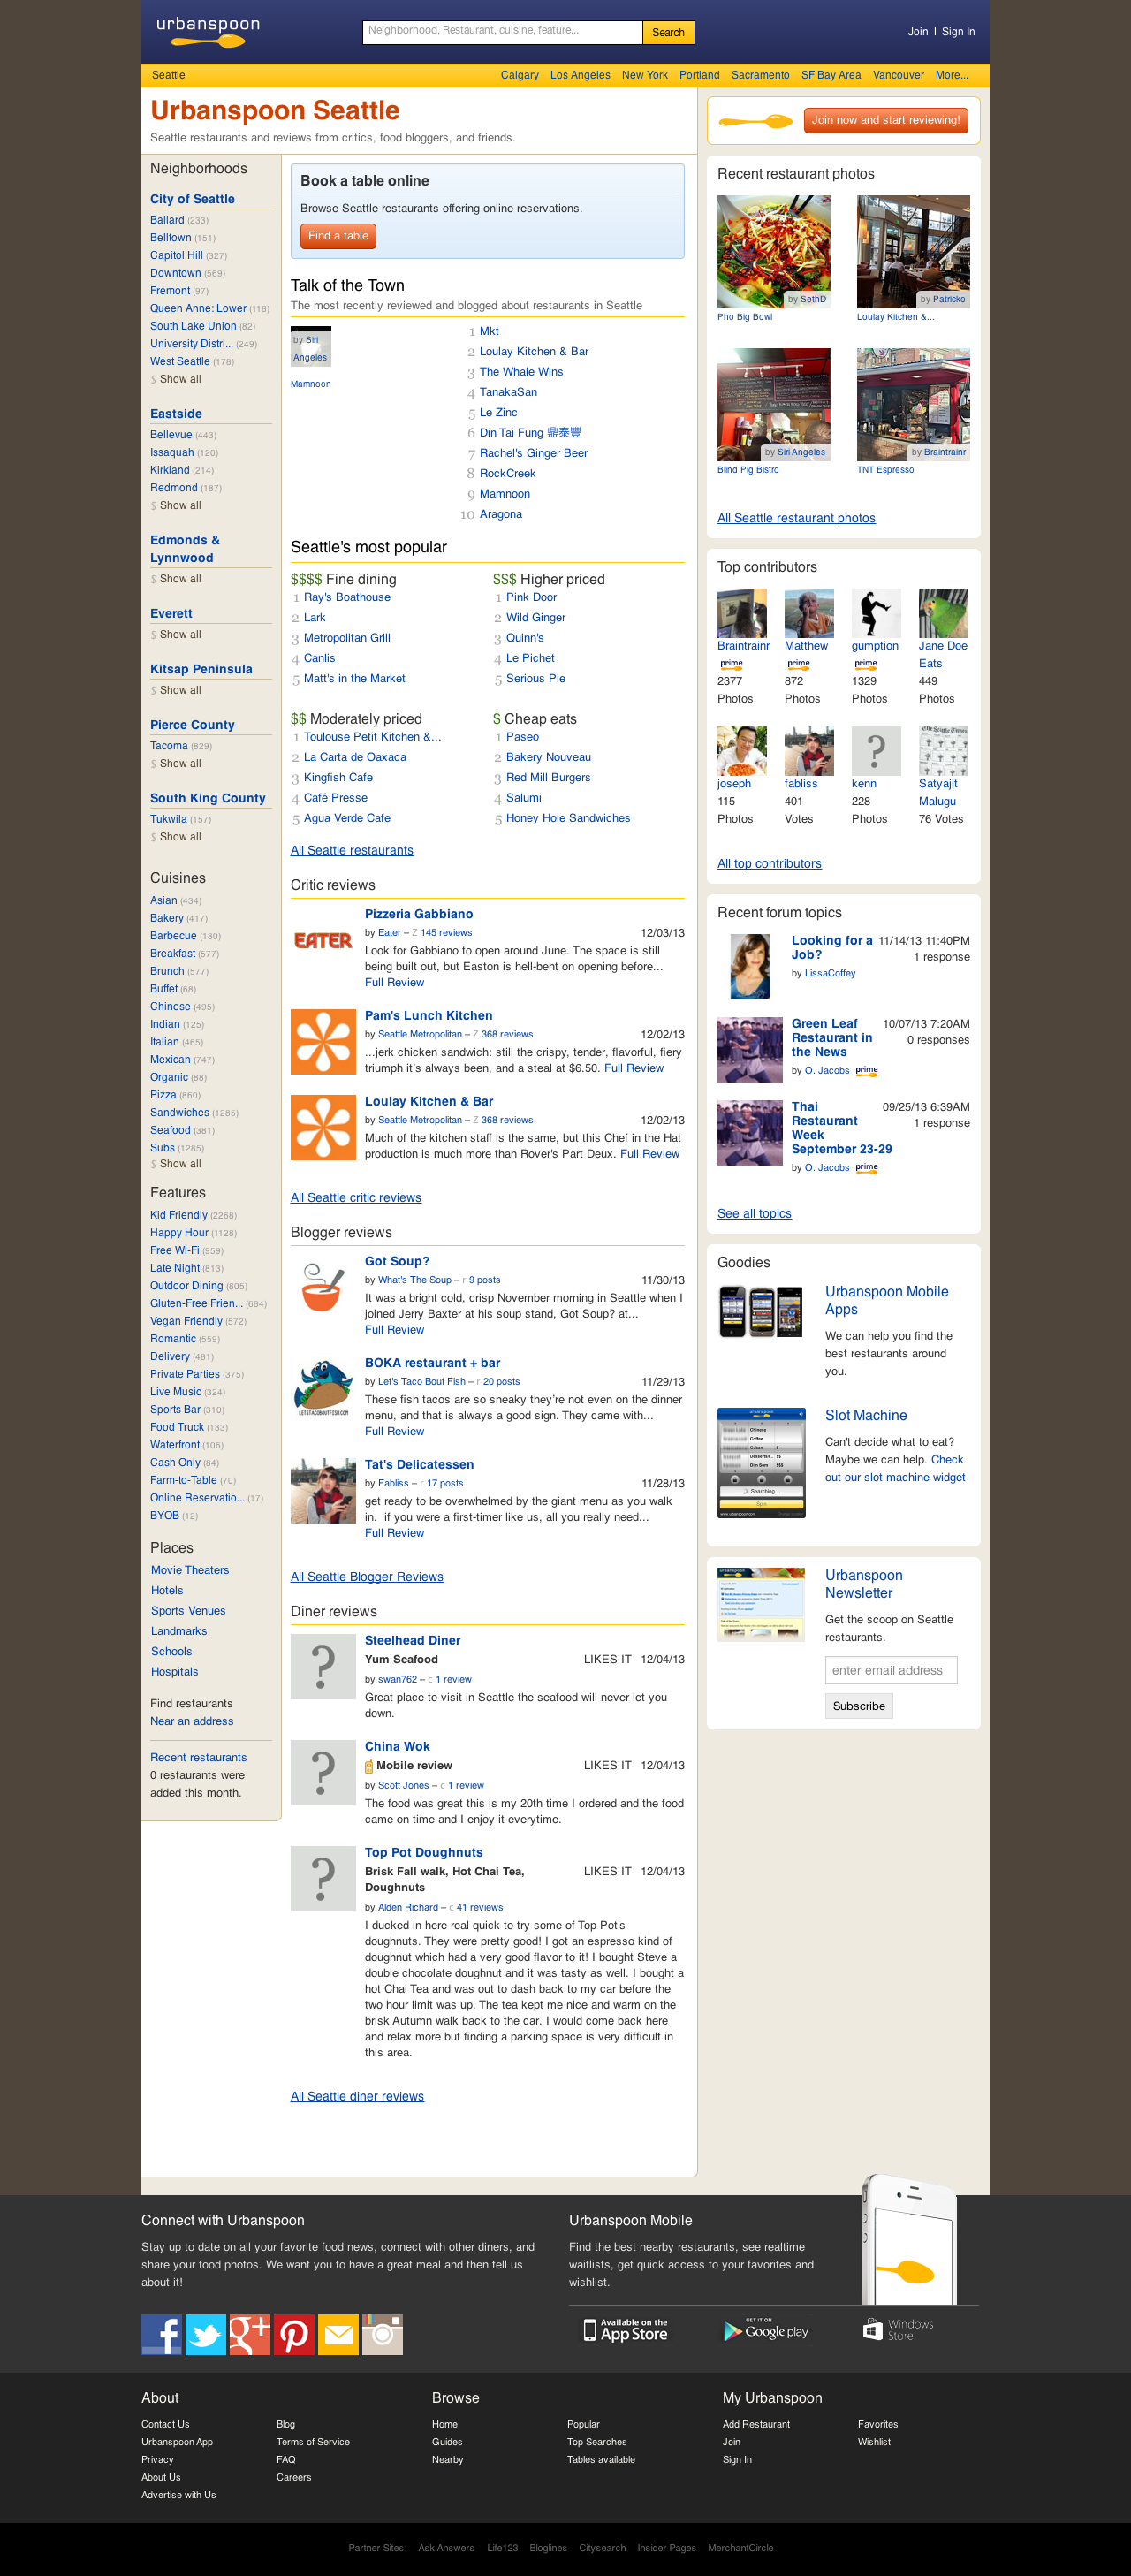 urbanspoon
Neighborhood, Restaurant, cuisine, feature...
Search
Join | Sign In
Seattle
Calgary Los Angeles New York Portland Sacramento SF Bay Area Vancouver More...
Urbanspoon Seattle
Seattle restaurants and reviews from critics, food bloggers, and friends.
Neighborhoods
City of Seattle
Ballard (233)
Belltown (151)
Capitol Hill (327)
Downtown (569)
Fremont (97)
Queen Anne: Lower (118)
South Lake Union (82)
University Distri... (249)
West Seattle (178)
Show all
Eastside
Bellevue (443)
Issaquah (120)
Kirkland (214)
Redmond (187)
Show all
Edmonds &
Lynnwood
Show all
Everett
Show all
Kitsap Peninsula
Show all
Pierce County
Tacoma (829)
Show all
South King County
Tukwila (157)
Show all
Cuisines
Asian (434)
Bakery (417)
Barbecue (180)
Breakfast (577)
Brunch (577)
Buffet (68)
Chinese (495)
Indian (125)
Italian (465)
Mexican (747)
Organic (88)
Pizza (860)
Sandwiches (1285)
Seafood (381)
Subs (1285)
Show all
Features
Kid Friendly (2268)
Happy Hour (1128)
Free Wi-Fi (959)
Late Night (813)
Outdoor Dining (805)
Gluten-Free Frien... (684)
Vegan Friendly (572)
Romantic (559)
Delivery (481)
Private Parties (375)
Live Music (324)
Sports Bar (310)
Food Truck (133)
Waterfront (106)
Cash Only (84)
Farm-to-Table (70)
Online Reservatio... (17)
BYOB (12)
Places
Movie Theaters
Hotels
Sports Venues
Landmarks
Schools
Hospitals
Find restaurants
Near an address
Recent restaurants
0 restaurants were
added this month.
Book a table online
Browse Seattle restaurants offering online reservations.
Find a table
Talk of the Town
The most recently reviewed and blogged about restaurants in Seattle
by Siri
Angeles
Mamnoon
1 Mkt
2 Loulay Kitchen & Bar
3 The Whale Wins
4 TanakaSan
5 Le Zinc
6 Din Tai Fung 鼎泰豐
7 Rachel's Ginger Beer
8 RockCreek
9 Mamnoon
10 Aragona
Seattle's most popular
$$$$ Fine dining
1 Ray's Boathouse
2 Lark
3 Metropolitan Grill
4 Canlis
5 Matt's in the Market
$$$ Higher priced
1 Pink Door
2 Wild Ginger
3 Quinn's
4 Le Pichet
5 Serious Pie
$$ Moderately priced
1 Toulouse Petit Kitchen &...
2 La Carta de Oaxaca
3 Kingfish Cafe
4 Café Presse
5 Agua Verde Cafe
$ Cheap eats
1 Paseo
2 Bakery Nouveau
3 Red Mill Burgers
4 Salumi
5 Honey Hole Sandwiches
All Seattle restaurants
Critic reviews
EATER
Pizzeria Gabbiano
by Eater – Z 145 reviews 12/03/13
Look for Gabbiano to open around June. The space is still
being built out, but Easton is hell-bent on opening before...
Full Review
Pam's Lunch Kitchen
by Seattle Metropolitan – Z 368 reviews 12/02/13
...jerk chicken sandwich: still the crispy, tender, flavorful, fiery
triumph it's always been, and a steal at $6.50. Full Review
Loulay Kitchen & Bar
by Seattle Metropolitan – Z 368 reviews 12/02/13
Much of the kitchen staff is the same, but this Chef in the Hat
production is much more than Rover's Part Deux. Full Review
All Seattle critic reviews
Blogger reviews
Got Soup?
by What's The Soup – r 9 posts 11/30/13
It was a bright cold, crisp November morning in Seattle when I
joined Jerry Baxter at his soup stand, Got Soup? at...
Full Review
LETSTACOBOUTFISH.COM
BOKA restaurant + bar
by Let's Taco Bout Fish – r 20 posts 11/29/13
These fish tacos are so sneaky they're not even on the dinner
menu, and that is always a good sign. They came with...
Full Review
Tat's Delicatessen
by Fabliss – r 17 posts 11/28/13
get ready to be overwhelmed by the giant menu as you walk
in. if you were a first-timer like us, all you really need...
Full Review
All Seattle Blogger Reviews
Diner reviews
?
Steelhead Diner
Yum Seafood LIKES IT 12/04/13
by swan762 – c 1 review
Great place to visit in Seattle the seafood will never let you
down.
?
China Wok
Mobile review LIKES IT 12/04/13
by Scott Jones – c 1 review
The food was great this is my 20th time I ordered and the food
came on time and I enjoy it everytime.
?
Top Pot Doughnuts
Brisk Fall walk, Hot Chai Tea, LIKES IT 12/04/13
Doughnuts
by Alden Richard – c 41 reviews
I ducked in here real quick to try some of Top Pot's
doughnuts. They were pretty good! I got an espresso kind of
doughnut which had a very good flavor to it! I bought Steve a
double chocolate doughnut and it was tasty as well. I bought a
hot Chai Tea and was out to dash back to my car before the
two hour limit was up. The tea kept me nice and warm on the
brisk Autumn walk back to the car. I would come back here
and relax more but finding a parking space is very difficult in
this area.
All Seattle diner reviews
Join now and start reviewing!
Recent restaurant photos
by SethD
Pho Big Bowl
by Patricko
Loulay Kitchen &...
by Siri Angeles
Blind Pig Bistro
by Braintrainr
TNT Espresso
All Seattle restaurant photos
Top contributors
Braintrainr
prime
2377
Photos
Matthew
prime
872
Photos
gumption
prime
1329
Photos
Jane Doe
Eats
449
Photos
joseph
115
Photos
fabliss
401
Votes
?
kenn
228
Photos
The Seattle Times
Satyajit
Malugu
76 Votes
All top contributors
Recent forum topics
Looking for a 11/14/13 11:40PM
Job? 1 response
by LissaCoffey
Green Leaf 10/07/13 7:20AM
Restaurant in 0 responses
the News
by O. Jacobs prime
Thai 09/25/13 6:39AM
Restaurant 1 response
Week
September 23-29
by O. Jacobs prime
See all topics
Goodies
Urbanspoon Mobile
Apps
We can help you find the
best restaurants around
you.
Slot Machine
Can't decide what to eat?
Maybe we can help. Check
out our slot machine widget
Searching ...
Spin
Urbanspoon
Newsletter
Get the scoop on Seattle
restaurants.
enter email address
Subscribe
Connect with Urbanspoon
Stay up to date on all your favorite food news, connect with other diners, and
share your food photos. We want you to have a great meal and then tell us
about it!
Urbanspoon Mobile
Find the best nearby restaurants, see realtime
waitlists, get quick access to your favorites and
wishlist.
Available on the
App Store
GET IT ON
Google play
Windows
Store
About
Contact Us
Urbanspoon App
Privacy
About Us
Advertise with Us
Blog
Terms of Service
FAQ
Careers
Browse
Home
Guides
Nearby
Popular
Top Searches
Tables available
My Urbanspoon
Add Restaurant
Join
Sign In
Favorites
Wishlist
Partner Sites: Ask Answers Life123 Bloglines Citysearch Insider Pages MerchantCircle